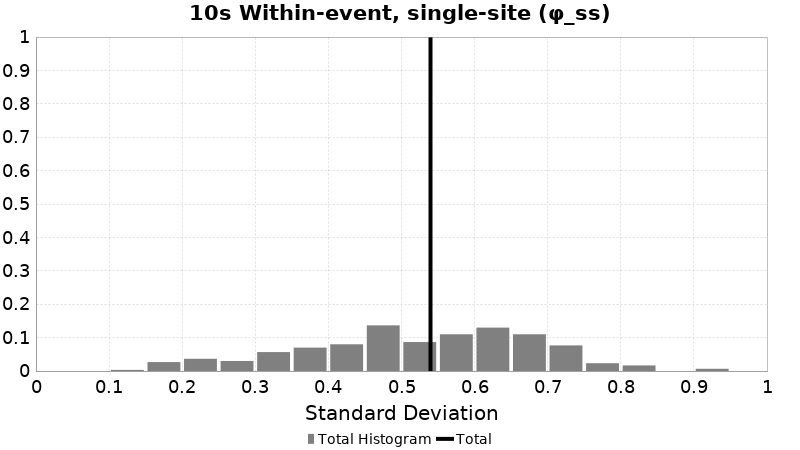 10s Within-event, single-site (φ_ss)
1
0.9
0.8
0.7
0.6
0.5
0.4
0.3
0.2
0.1
0
0 0.1 0.2 0.3 0.4 0.5 0.6 0.7 0.8 0.9 1
Standard Deviation
Total Histogram Total